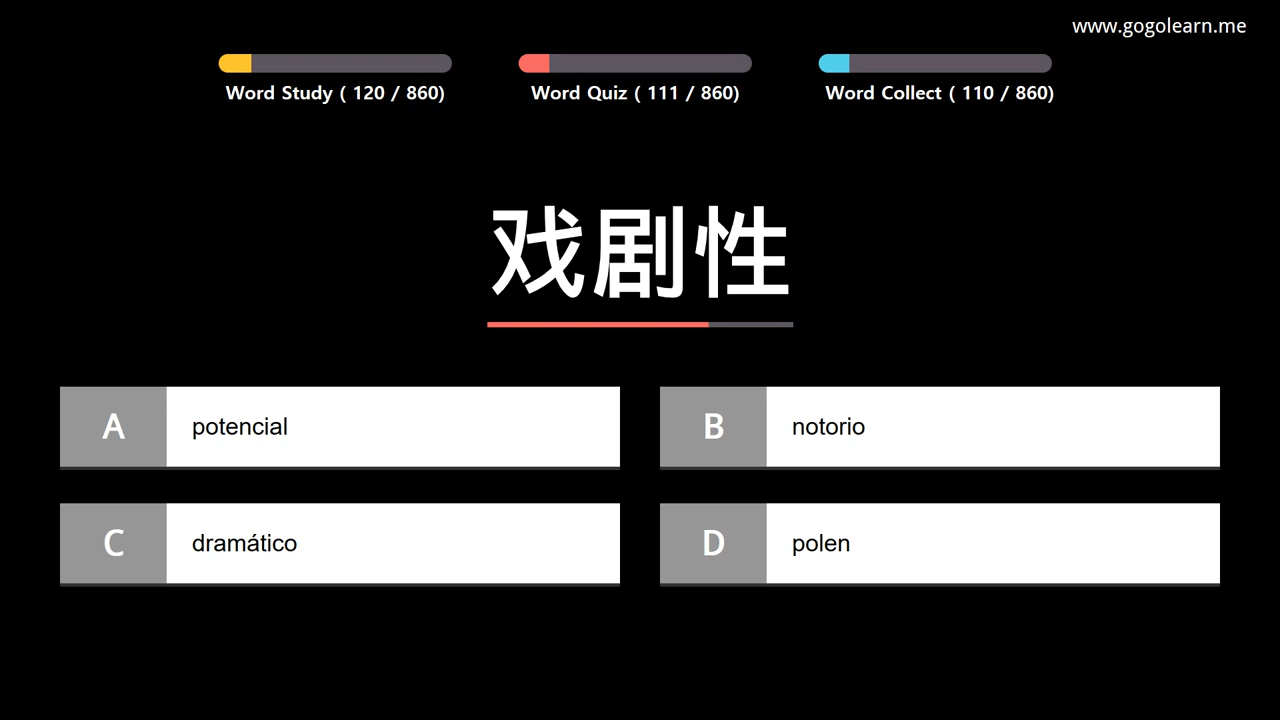 www.gogolearn.me
Word Study ( 120 / 860)
Word Quiz ( 111 / 860)
Word Collect ( 110 / 860)
戏剧性
A potencial
B notorio
C dramático
D polen